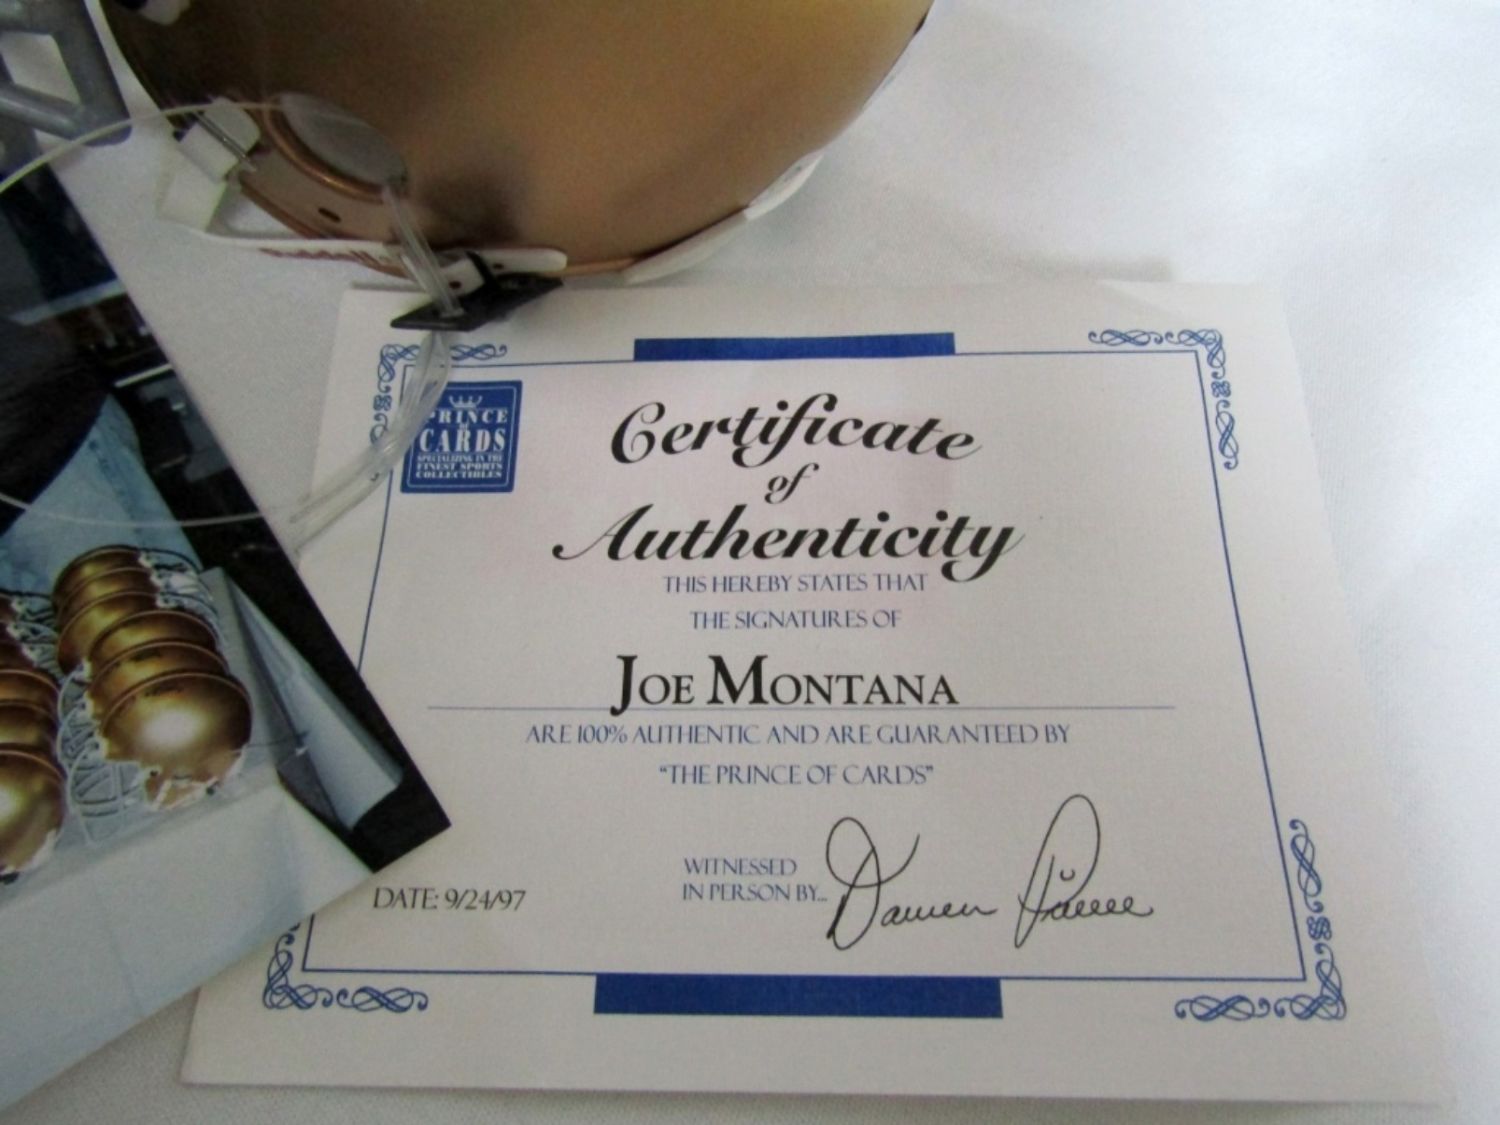 PRINCE
OF
CARDS
SPECIALIZING IN THE
FINEST SPORTS
COLLECTIBLES
Certificate
of
Authenticity
THIS HEREBY STATES THAT
THE SIGNATURES OF
JOE MONTANA
ARE 100% AUTHENTIC AND ARE GUARANTEED BY
"THE PRINCE OF CARDS"
WITNESSED
IN PERSON BY...
DATE: 9/24/97